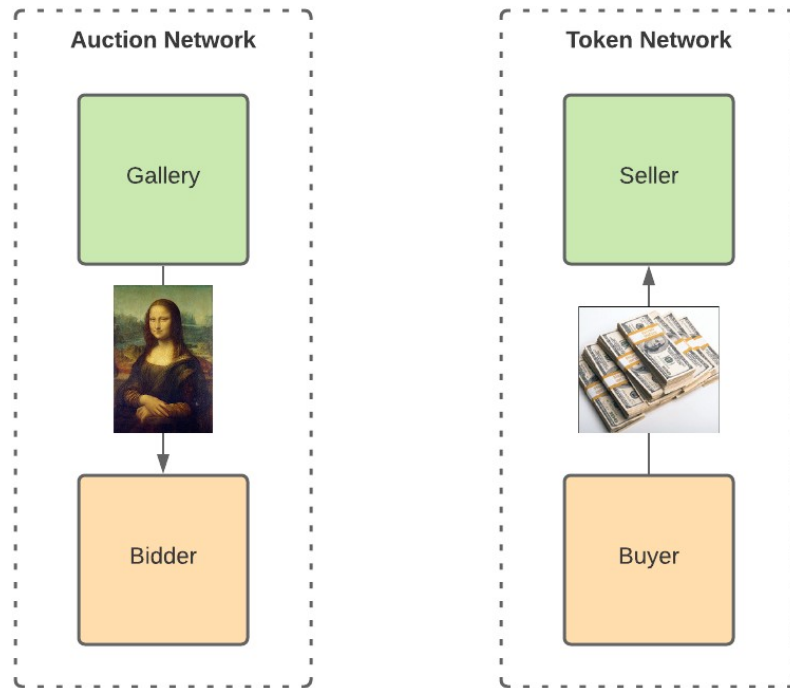 Auction Network
Token Network
Gallery
Seller
Bidder
Buyer